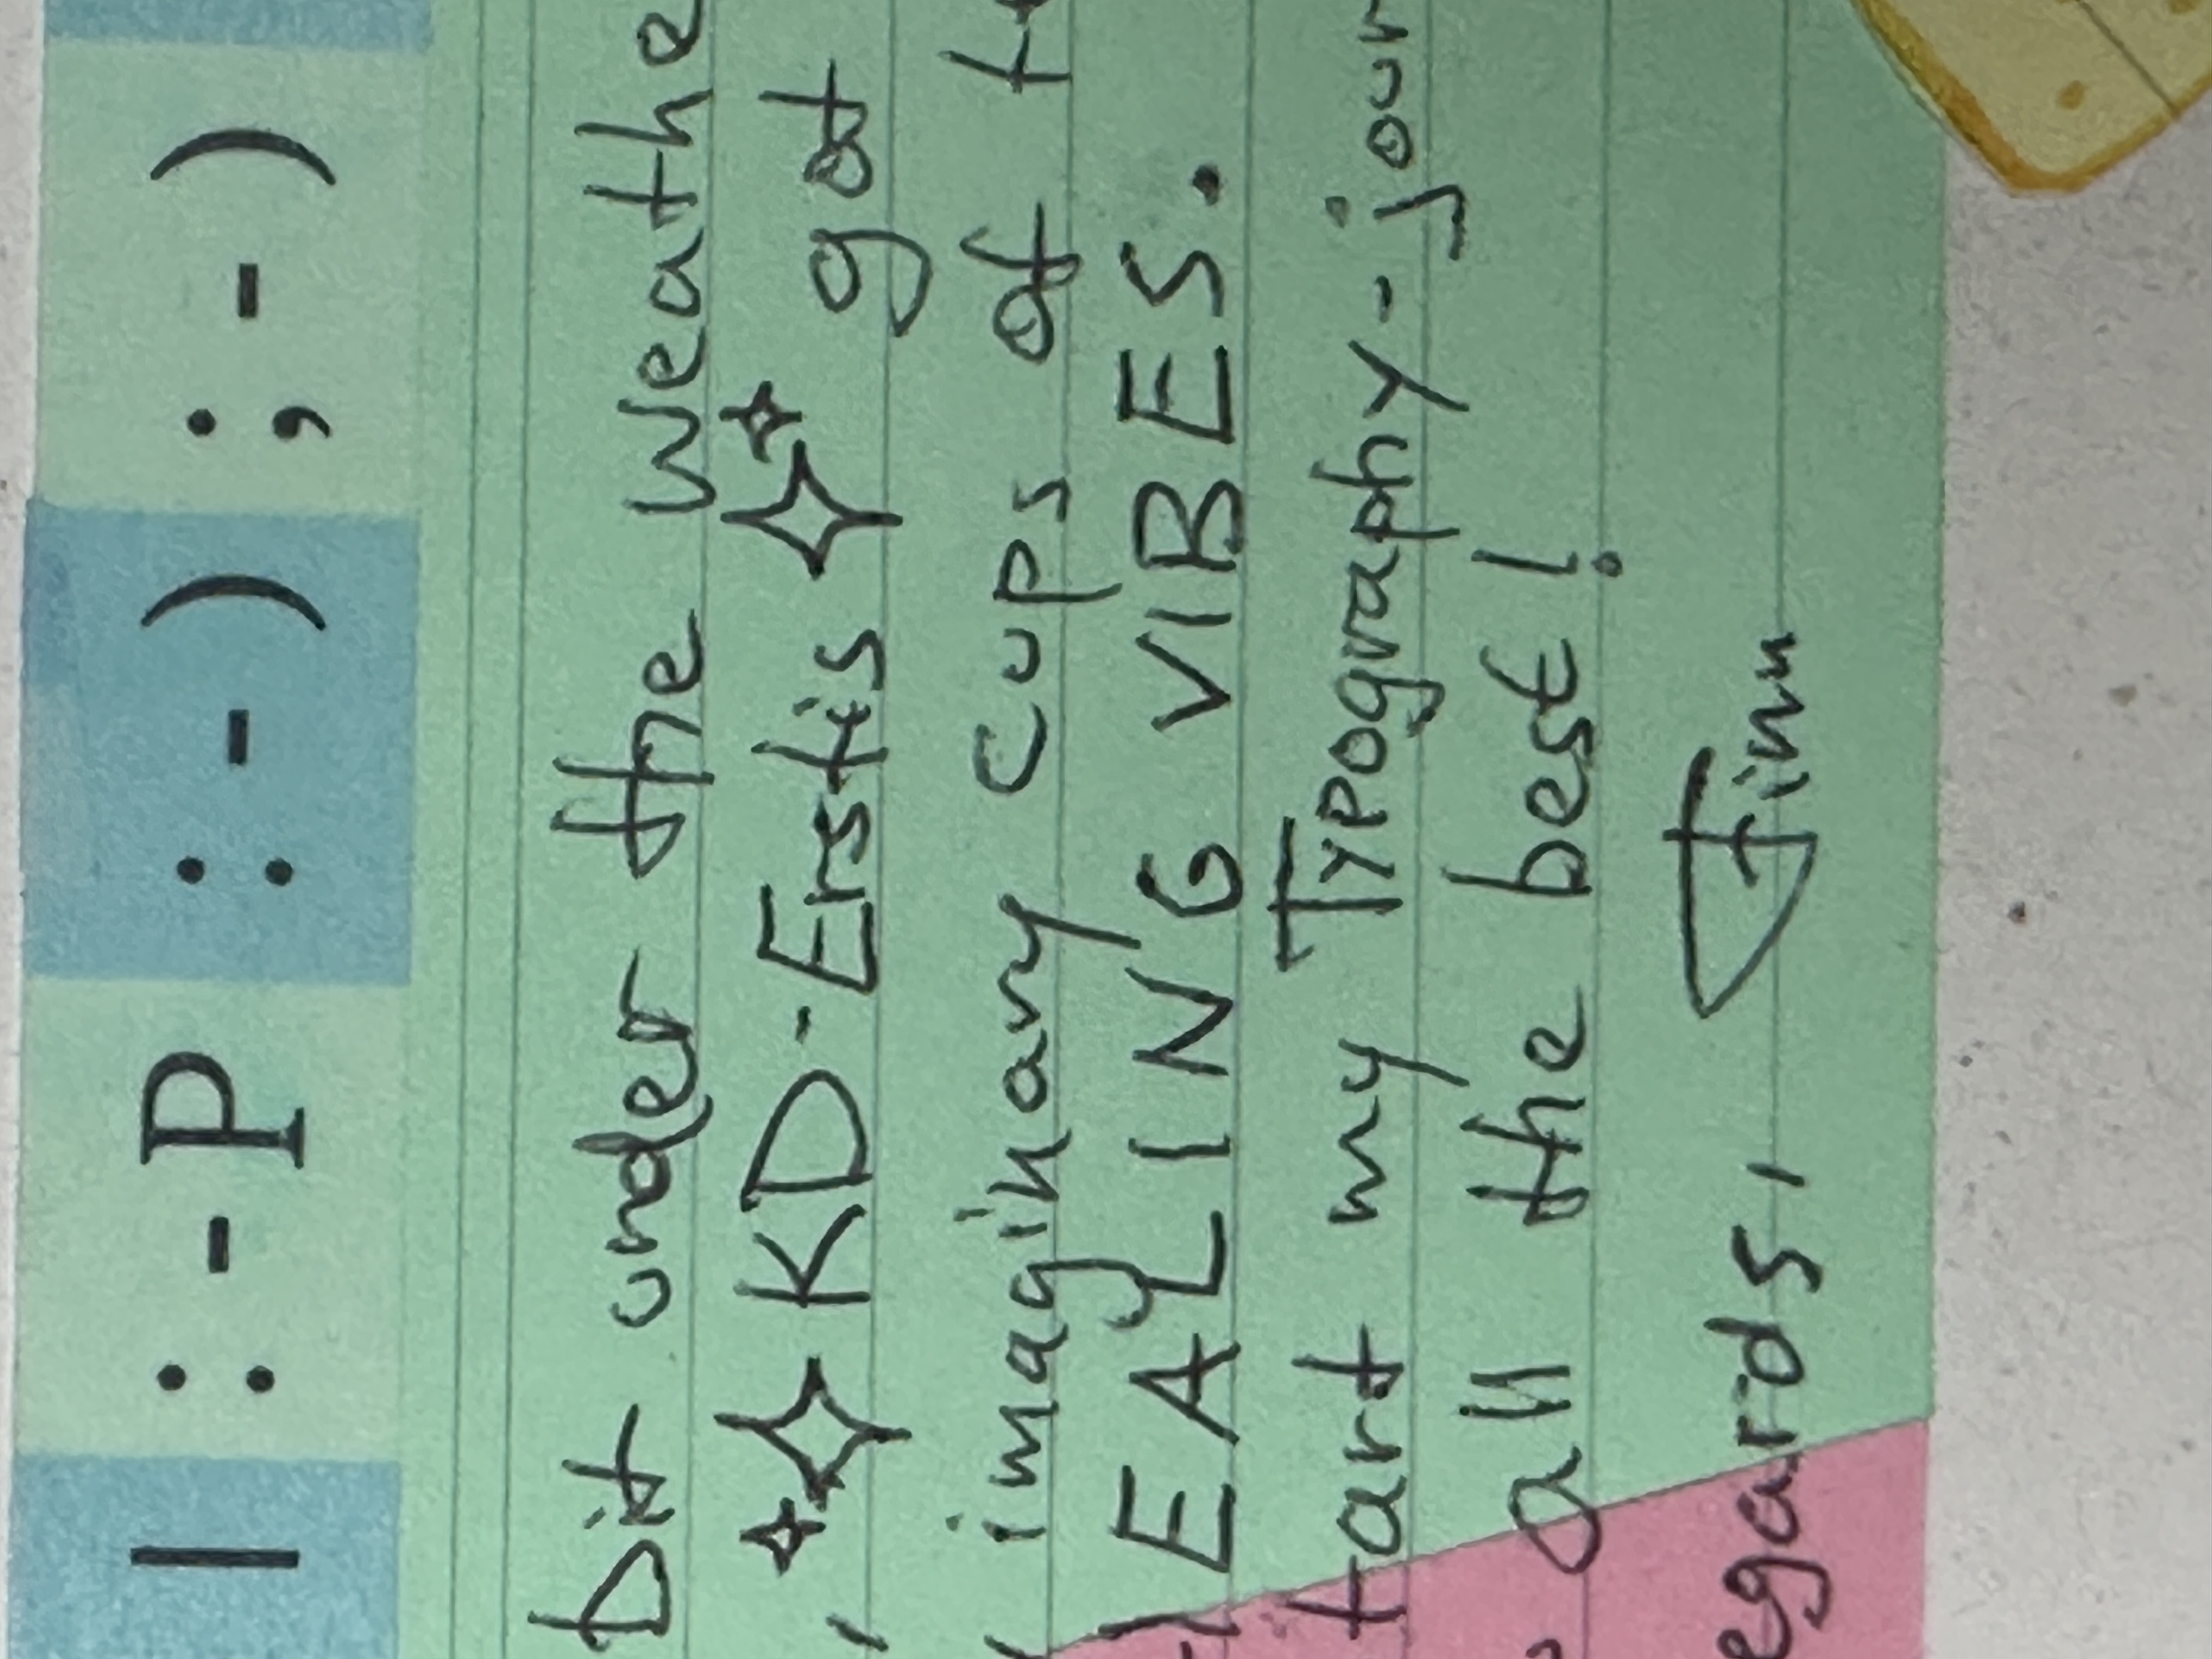 | :-P :-) ;-)
bit under the weathe
, KD-Erstis got
imaginary cups of t
EALING VIBES.
tart my Typography-jour
all the best!
egards, Finn